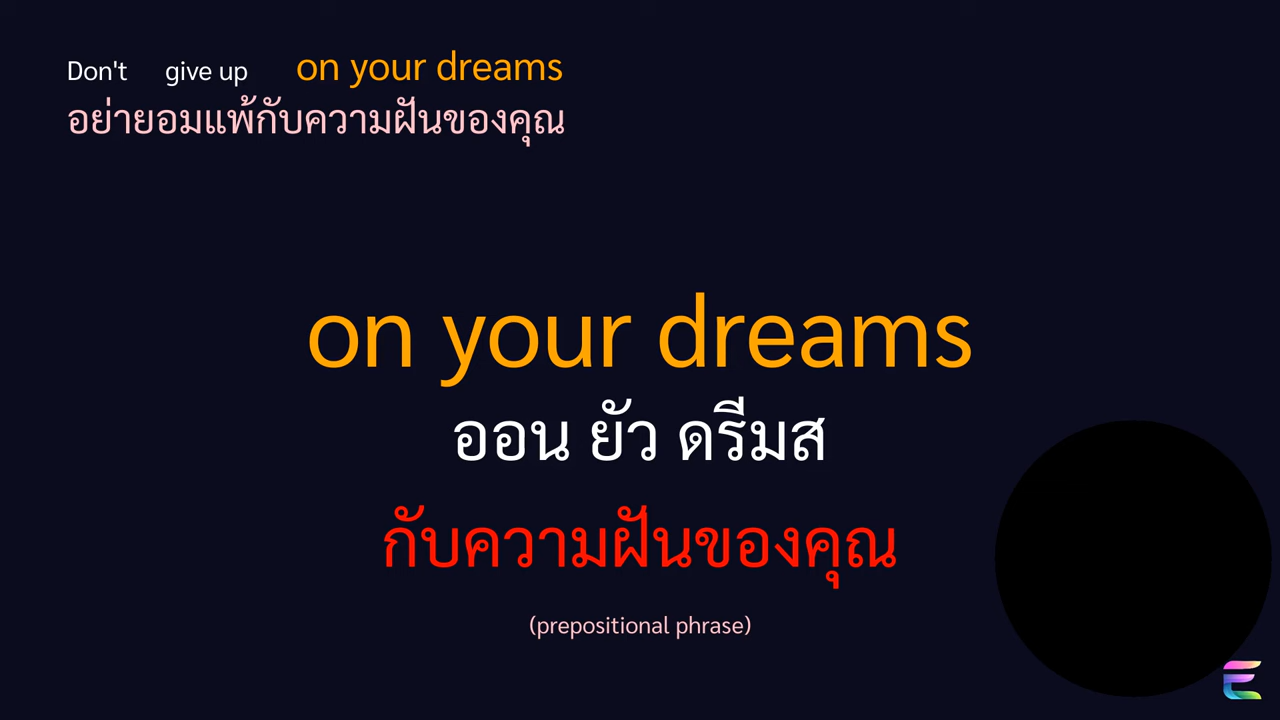 Don't give up on your dreams
อย่ายอมแพ้กับความฝันของคุณ
on your dreams
ออน ยัว ดรีมส
กับความฝันของคุณ
(prepositional phrase)